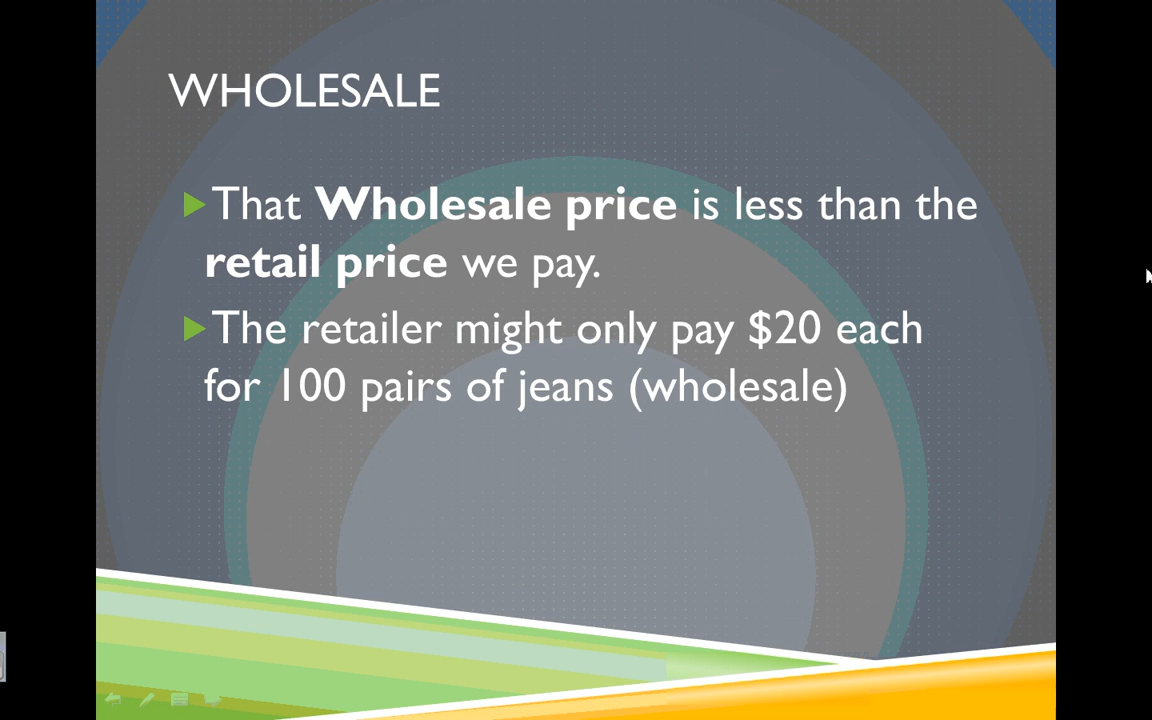 WHOLESALE
That Wholesale price is less than the
retail price we pay.
The retailer might only pay $20 each
for 100 pairs of jeans (wholesale)